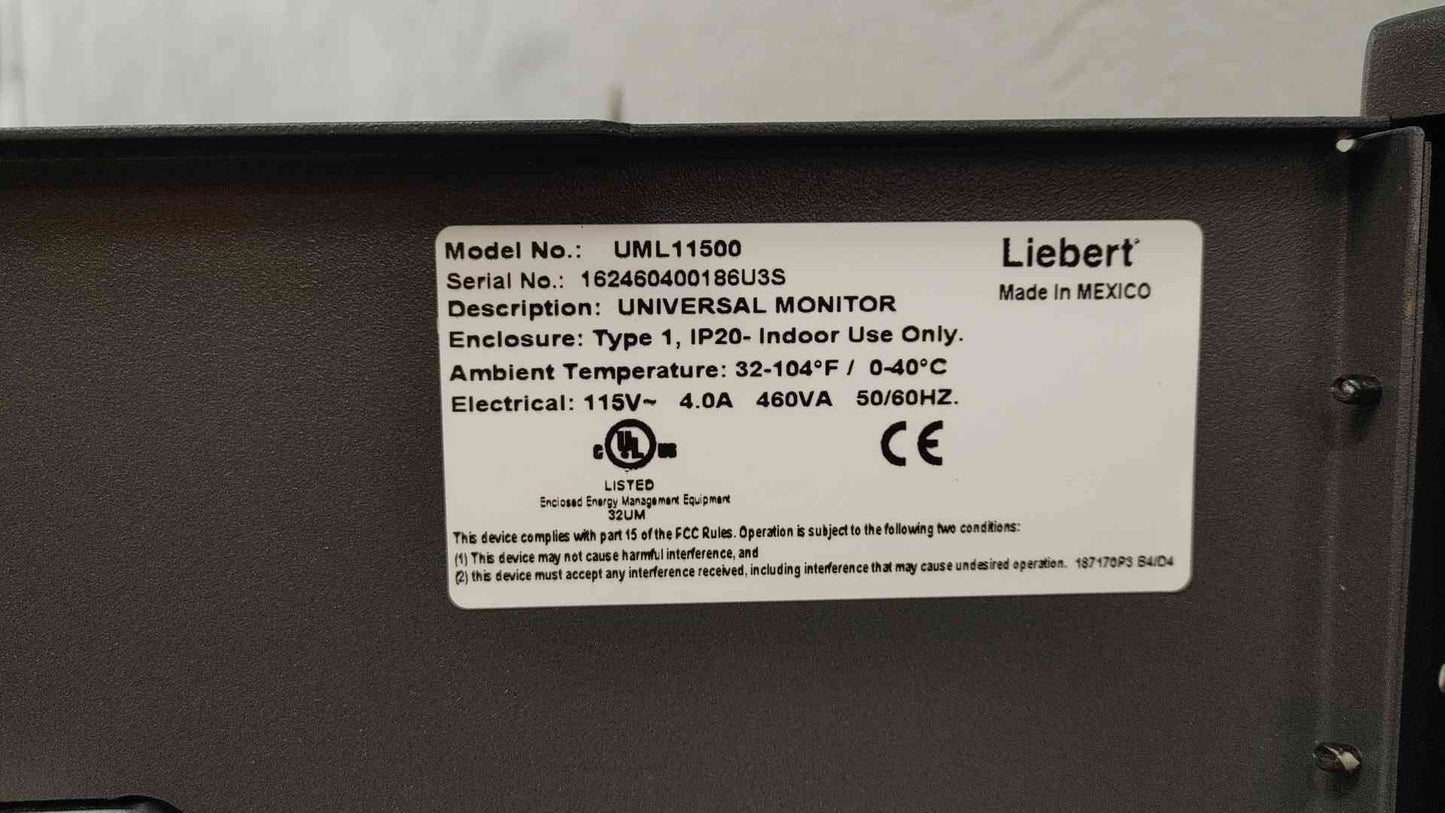 Model No.: UML11500
Liebert
Serial No.: 162460400186U3S
Made In MEXICO
Description: UNIVERSAL MONITOR
Enclosure: Type 1, IP20- Indoor Use Only.
Ambient Temperature: 32-104°F / 0-40°C
Electrical: 115V~ 4.0A 460VA 50/60HZ.
C UL US
CE
LISTED
Enclosed Energy Management Equipment
32UM
This device complies with part 15 of the FCC Rules. Operation is subject to the following two conditions:
(1) This device may not cause harmful interference, and
(2) this device must accept any interference received, including interference that may cause undesired operation. 187170P3 B4/D4